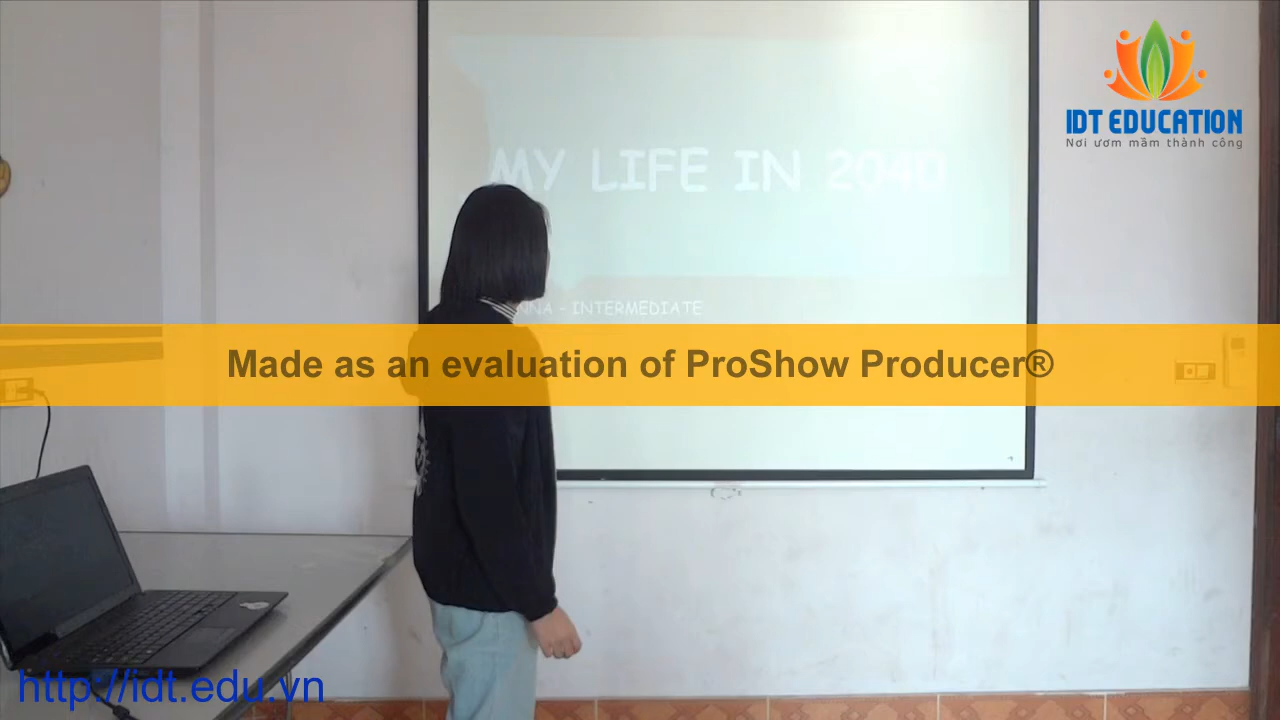 IDT EDUCATION
Nơi ươm mầm thành công
MY LIFE IN 2040
- INTERMEDIATE
Made as an evaluation of ProShow Producer®
http://idt.edu.vn